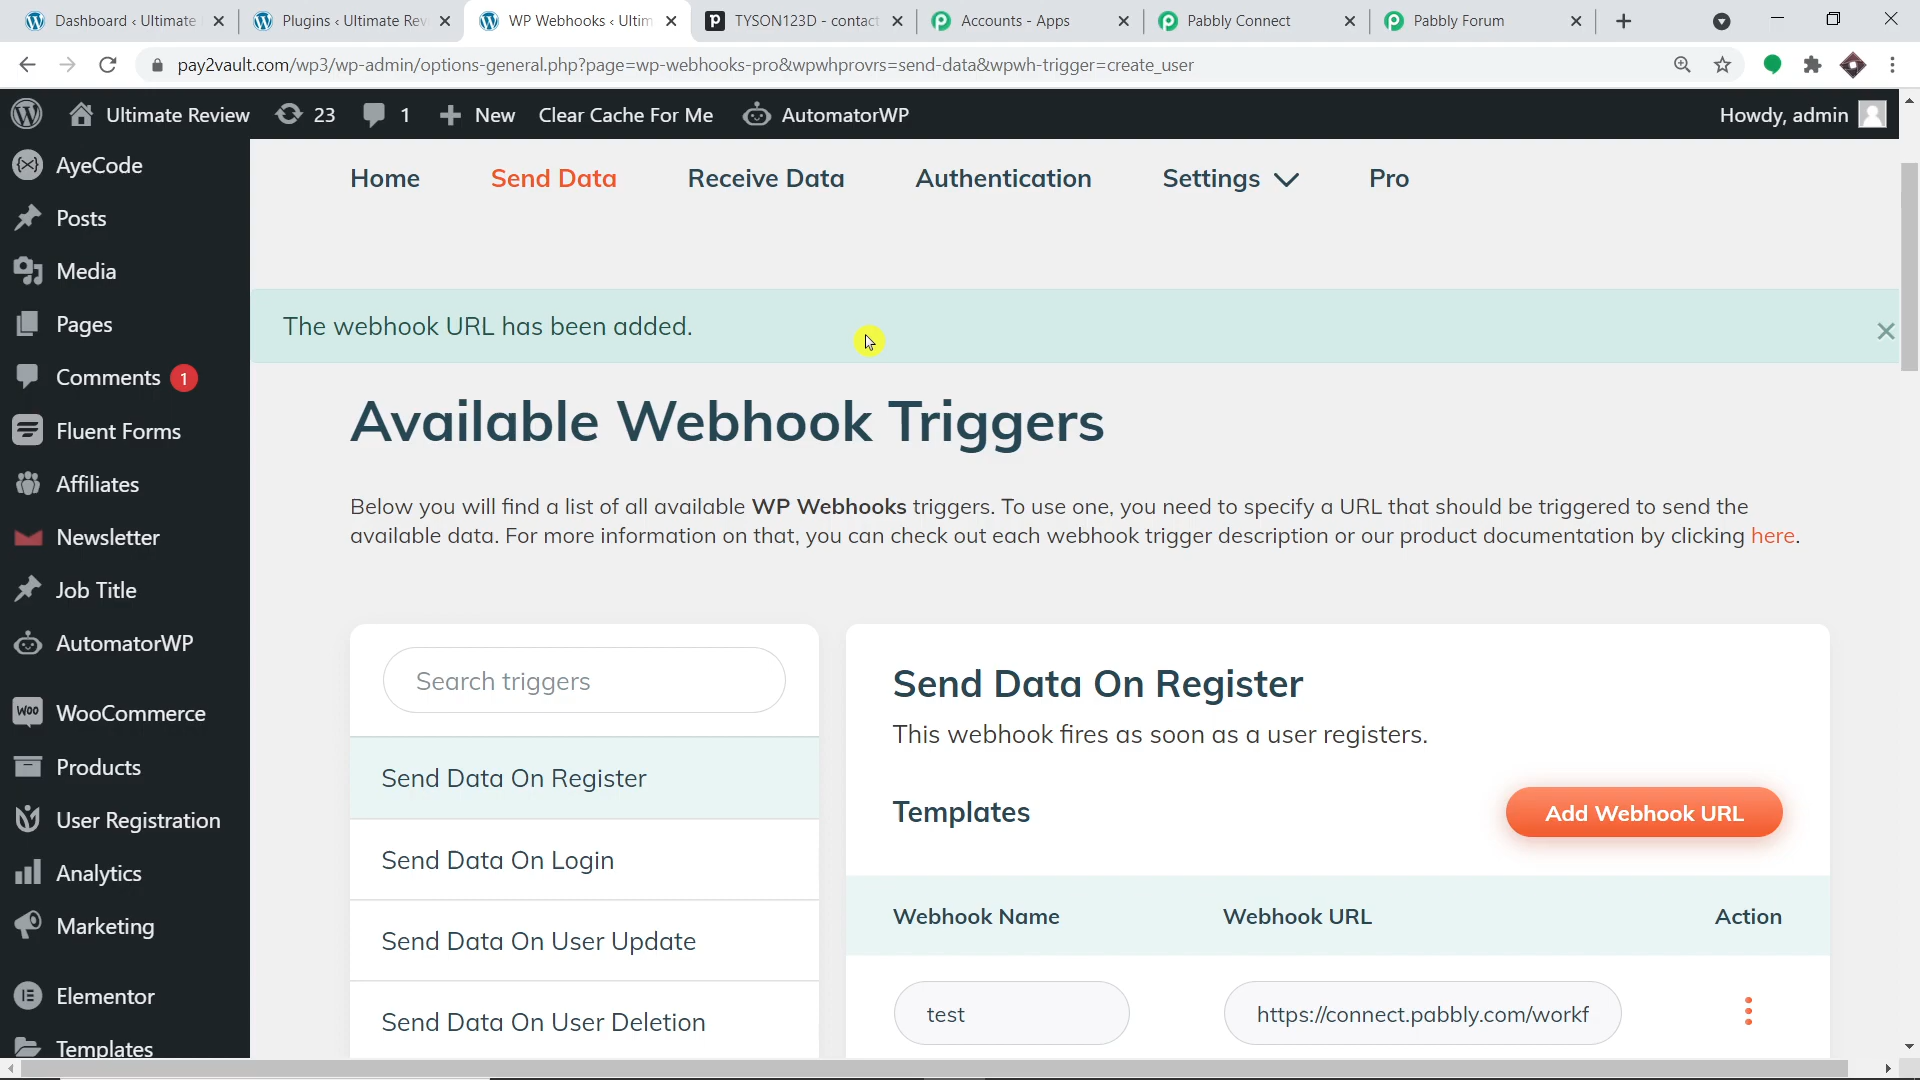 Dashboard ‹ Ultimate
Plugins ‹ Ultimate Rev
WP Webhooks ‹ Ultim
TYSON123D - contact
Accounts - Apps
Pabbly Connect
Pabbly Forum
pay2vault.com/wp3/wp-admin/options-general.php?page=wp-webhooks-pro&wpwhprovrs=send-data&wpwh-trigger=create_user
Ultimate Review
23
1
New
Clear Cache For Me
AutomatorWP
Howdy, admin
AyeCode
Posts
Media
Pages
Comments 1
Fluent Forms
Affiliates
Newsletter
Job Title
AutomatorWP
WooCommerce
Products
User Registration
Analytics
Marketing
Elementor
Templates
Home
Send Data
Receive Data
Authentication
Settings
Pro
The webhook URL has been added.
Available Webhook Triggers
Below you will find a list of all available WP Webhooks triggers. To use one, you need to specify a URL that should be triggered to send the
available data. For more information on that, you can check out each webhook trigger description or our product documentation by clicking here.
Search triggers
Send Data On Register
Send Data On Login
Send Data On User Update
Send Data On User Deletion
Send Data On Register
This webhook fires as soon as a user registers.
Templates
Add Webhook URL
Webhook Name
Webhook URL
Action
test
https://connect.pabbly.com/workf